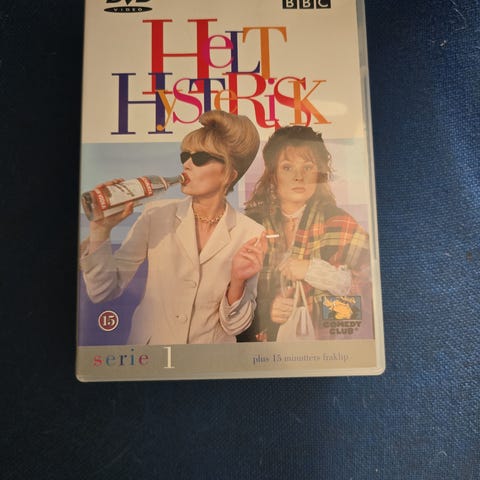 DVD
VIDEO
BBC
HELT
HYSTERISK
15
COMEDY
CLUB
serie 1
plus 15 minutters fraklip